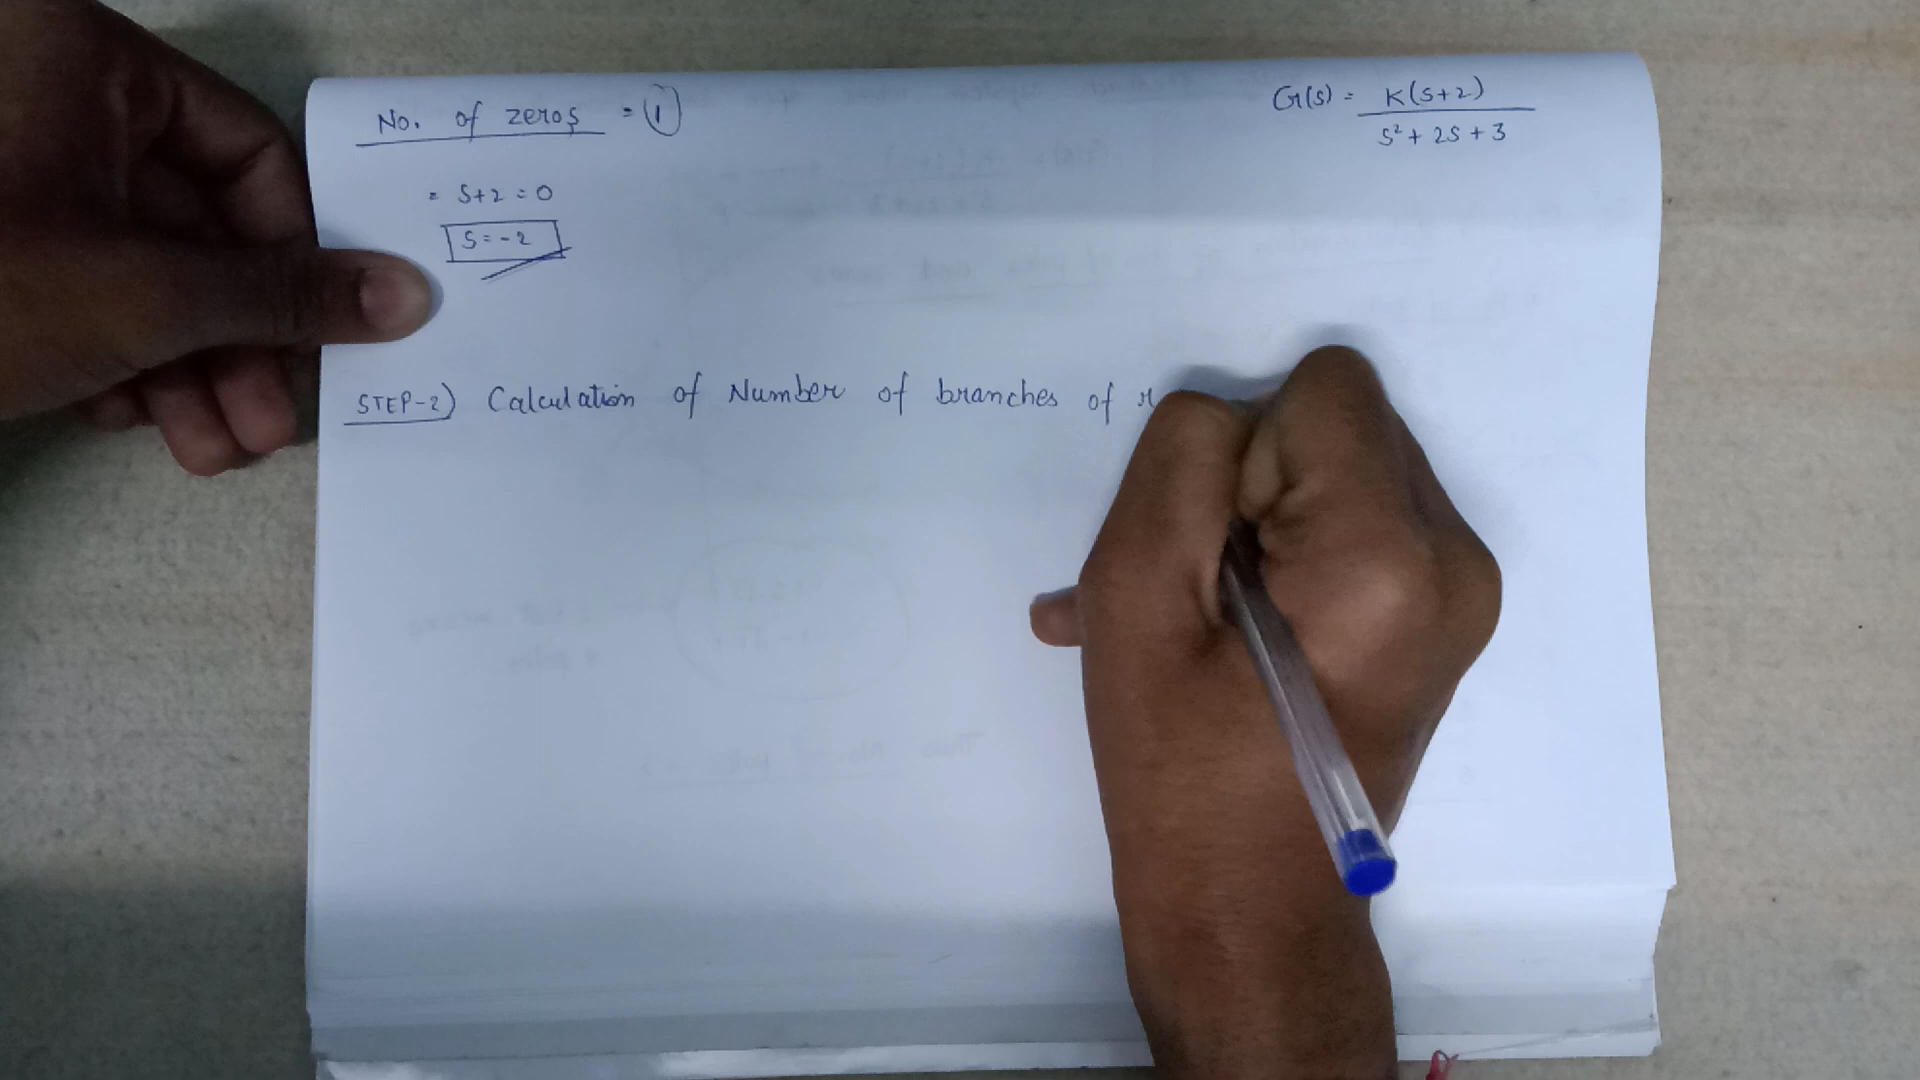 No. of zeros = 1
G(s) = K(s+2)
s² + 2s + 3
= s+2 = 0
s = -2
STEP-2) Calculation of Number of branches of r